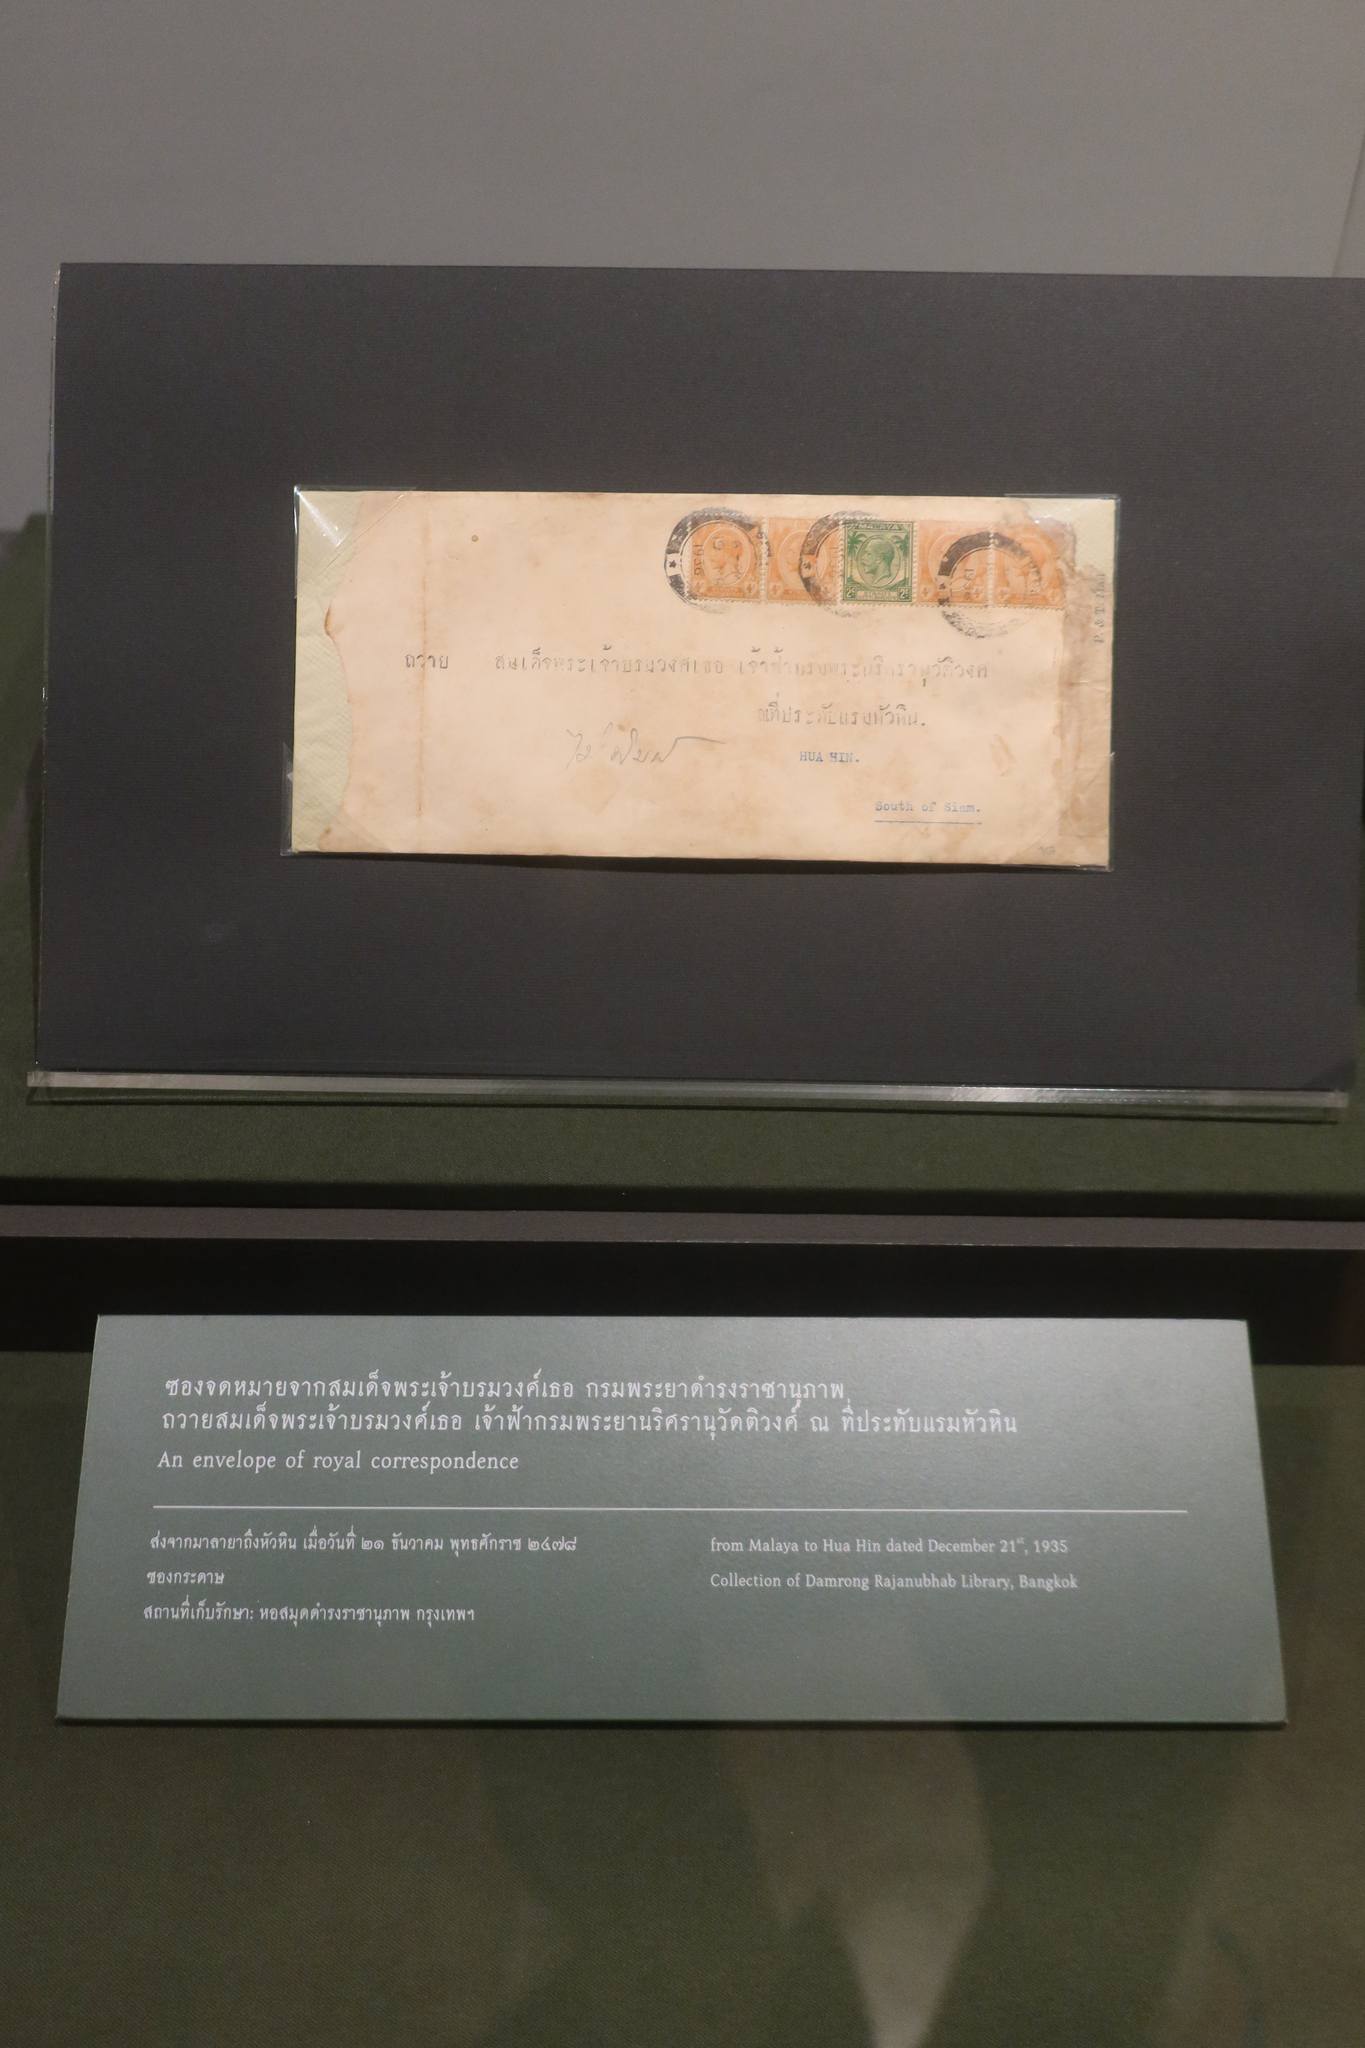 1936
MALAYA
2c 2c
P. & T.
ถวาย สมเด็จพระเจ้าบรมวงศเธอ เจ้าฟ้ากรมพระนริศรานุวัติวงศ
ณที่ประทับแรมหัวหิน.
HUA HIN.
South of Siam.
ซองจดหมายจากสมเด็จพระเจ้าบรมวงศ์เธอ กรมพระยาดำรงราชานุภาพ
ถวายสมเด็จพระเจ้าบรมวงศ์เธอ เจ้าฟ้ากรมพระยานริศรานุวัดติวงศ์ ณ ที่ประทับแรมหัวหิน
An envelope of royal correspondence
ส่งจากมาลายาถึงหัวหิน เมื่อวันที่ ๒๑ ธันวาคม พุทธศักราช ๒๔๗๘
ซองกระดาษ
สถานที่เก็บรักษา: หอสมุดดำรงราชานุภาพ กรุงเทพฯ
from Malaya to Hua Hin dated December 21st, 1935
Collection of Damrong Rajanubhab Library, Bangkok